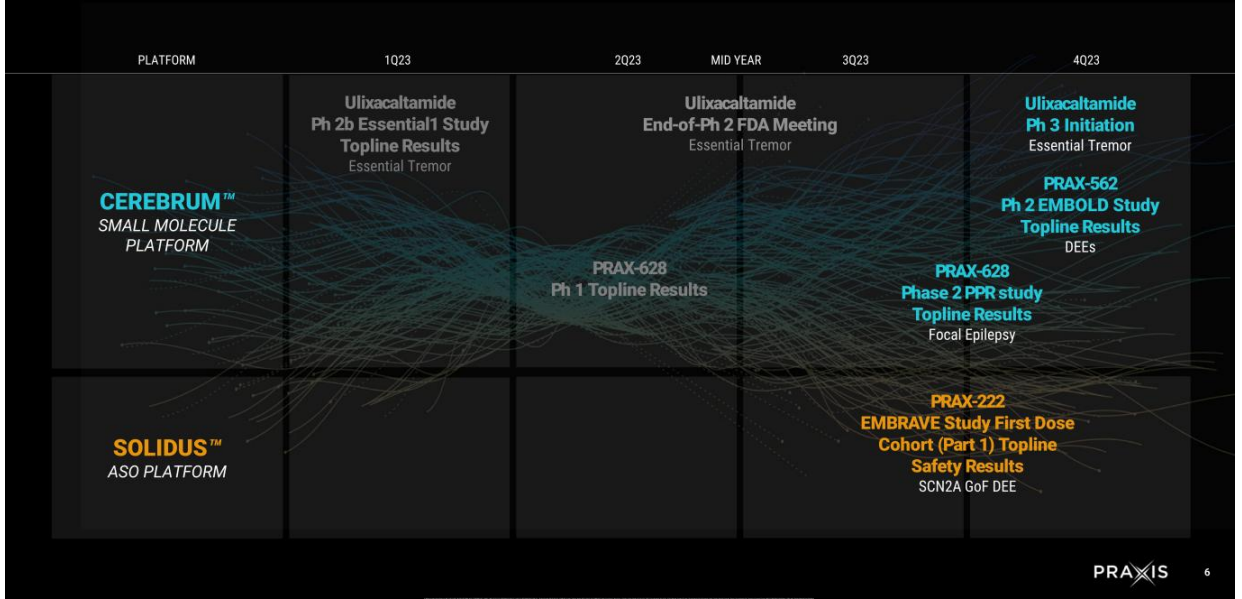 PLATFORM 1Q23 2Q23 MID YEAR 3Q23 4Q23
CEREBRUM™
SMALL MOLECULE
PLATFORM
Ulixacaltamide
Ph 2b Essential1 Study
Topline Results
Essential Tremor
PRAX-628
Ph 1 Topline Results
Ulixacaltamide
End-of-Ph 2 FDA Meeting
Essential Tremor
Ulixacaltamide
Ph 3 Initiation
Essential Tremor
PRAX-562
Ph 2 EMBOLD Study
Topline Results
DEEs
PRAX-628
Phase 2 PPR study
Topline Results
Focal Epilepsy
SOLIDUS™
ASO PLATFORM
PRAX-222
EMBRAVE Study First Dose
Cohort (Part 1) Topline
Safety Results
SCN2A GoF DEE
PRAXIS 6